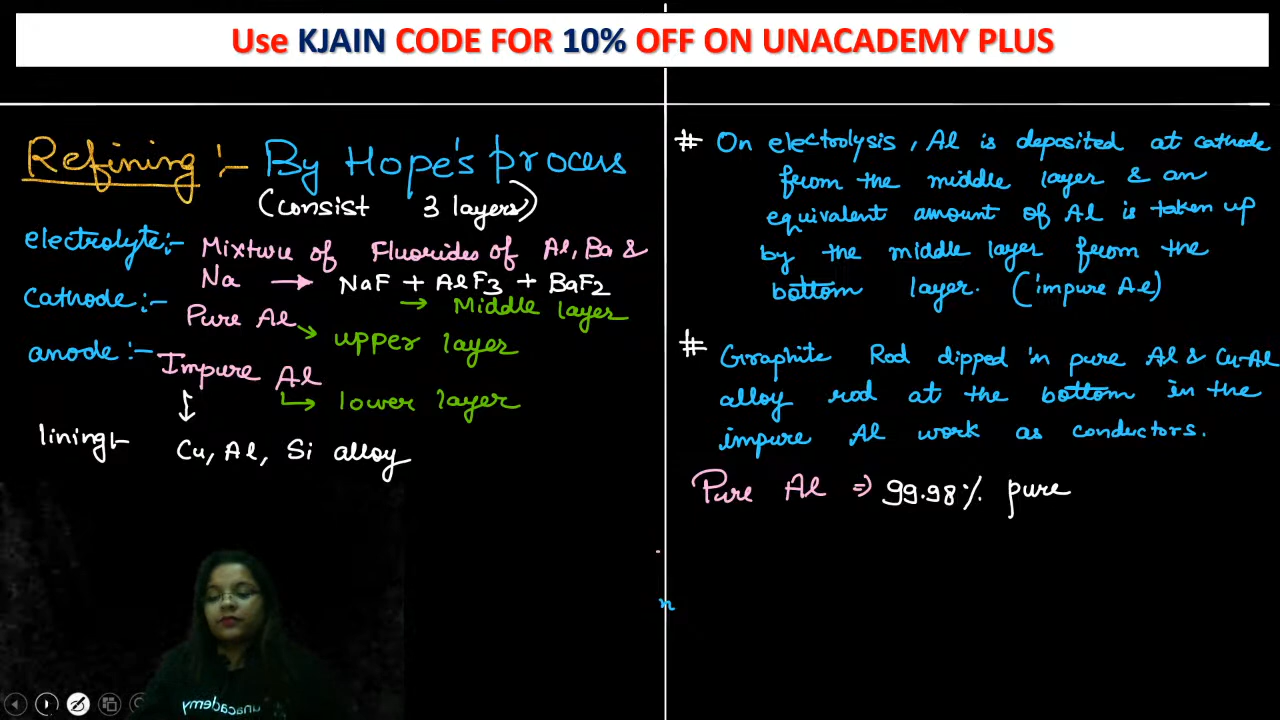 Use KJAIN CODE FOR 10% OFF ON UNACADEMY PLUS
Refining :- By Hope's process
(consist 3 layers)
electrolyte:- Mixture of Fluorides of Al, Ba &
Na → NaF + AlF3 + BaF2
→ Middle layer
cathode:- Pure Al → upper layer
anode:- Impure Al
→ lower layer
lining- Cu, Al, Si alloy
# On electrolysis, Al is deposited at cathode
from the middle layer & an
equivalent amount of Al is taken up
by the middle layer from the
bottom layer. (impure Al)
# Graphite Rod dipped in pure Al & Cu-Al
alloy rod at the bottom in the
impure Al work as conductors.
Pure Al => 99.98% pure
unacademy